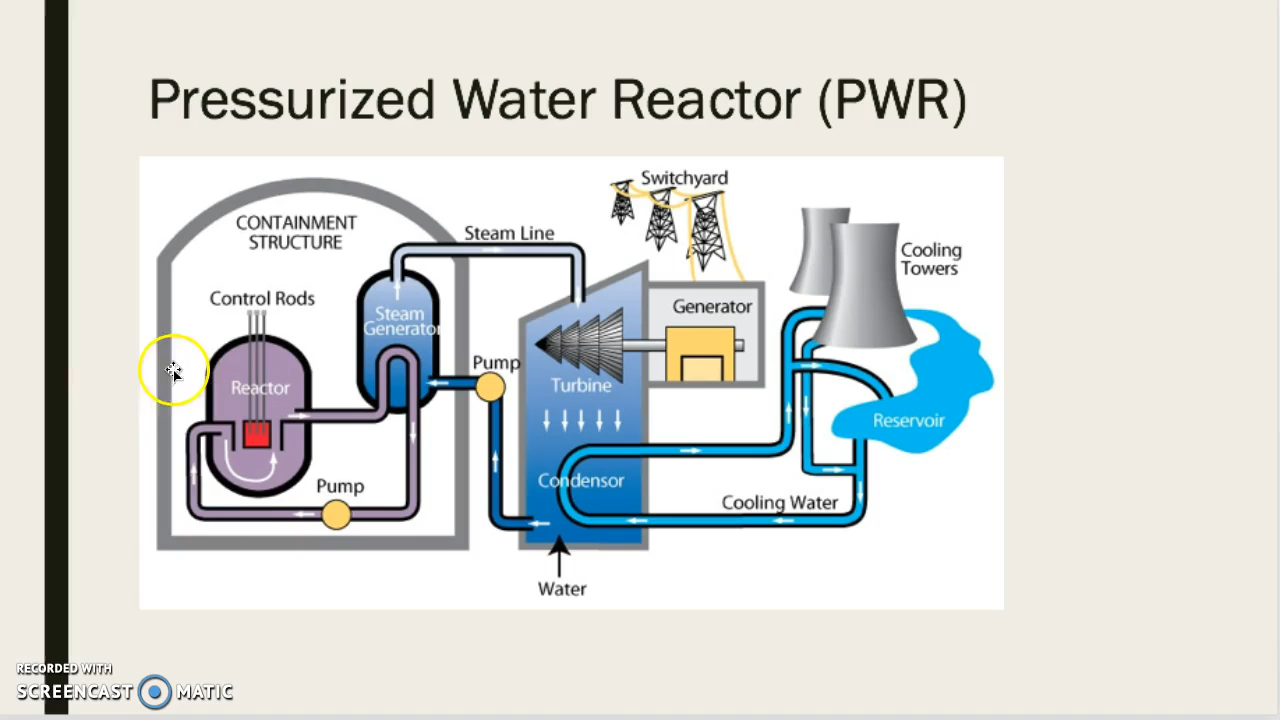 Pressurized Water Reactor (PWR)
Switchyard
CONTAINMENT
STRUCTURE
Steam Line
Cooling
Towers
Control Rods
Steam
Generator
Generator
Pump
Reactor
Turbine
Reservoir
Condensor
Pump
Cooling Water
Water
RECORDED WITH
SCREENCAST MATIC